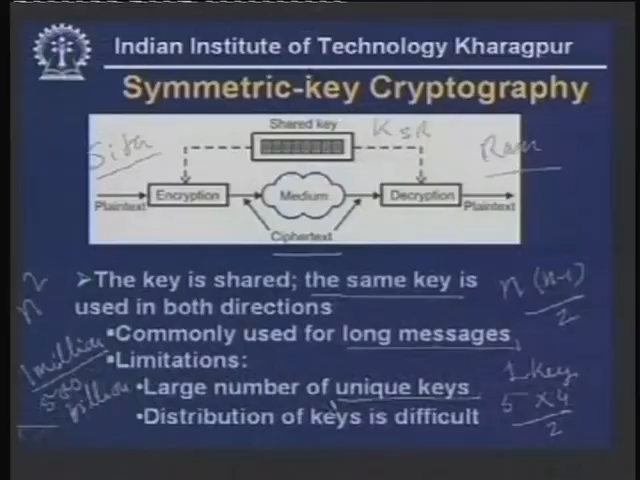 Indian Institute of Technology Kharagpur
Symmetric-key Cryptography
Shared key
K SR
Sita
Ram
Encryption
Medium
Decryption
Plaintext
Plaintext
Ciphertext
➢The key is shared; the same key is
used in both directions
•Commonly used for long messages
•Limitations:
•Large number of unique keys
•Distribution of keys is difficult
2
n
1 million
500
billion
n (n-1)
2
1 key
5 x 4
2